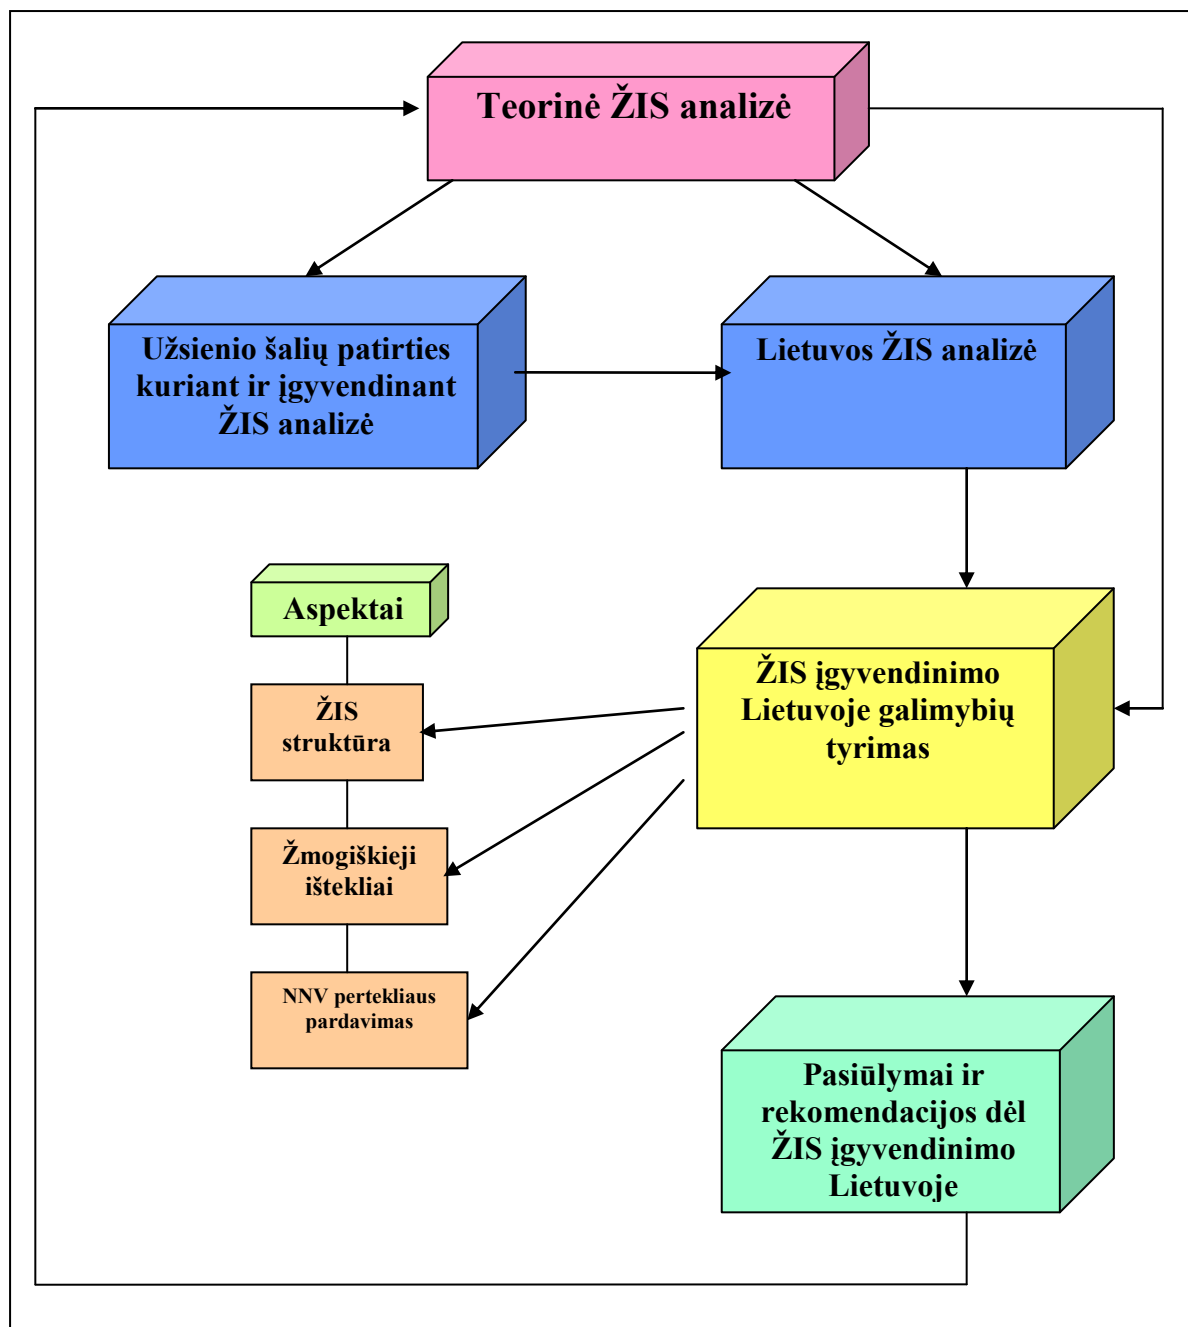 Teorinė ŽIS analizė
Užsienio šalių patirties
kuriant ir įgyvendinant
ŽIS analizė
Lietuvos ŽIS analizė
Aspektai
ŽIS
struktūra
Žmogiškieji
ištekliai
NNV pertekliaus
pardavimas
ŽIS įgyvendinimo
Lietuvoje galimybių
tyrimas
Pasiūlymai ir
rekomendacijos dėl
ŽIS įgyvendinimo
Lietuvoje